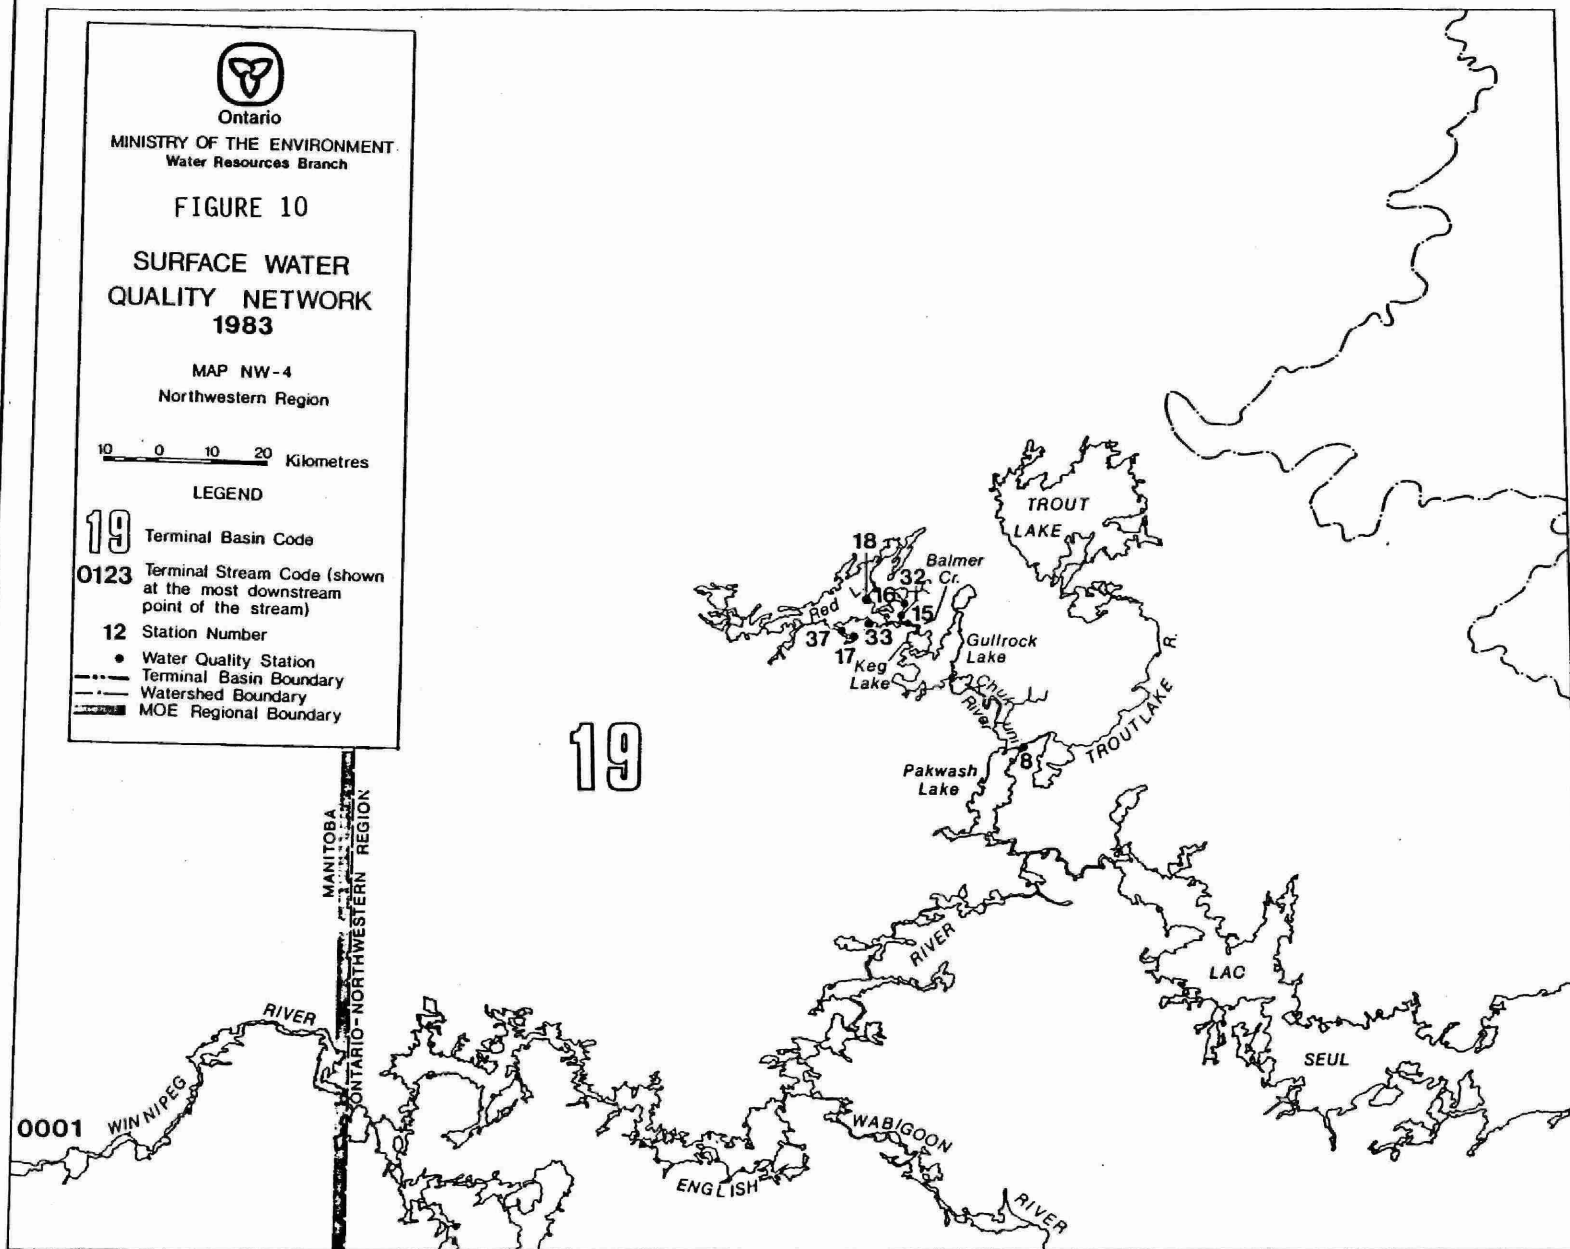 Ontario
MINISTRY OF THE ENVIRONMENT
Water Resources Branch
FIGURE 10
SURFACE WATER
QUALITY NETWORK
1983
MAP NW-4
Northwestern Region
10 0 10 20 Kilometres
LEGEND
19 Terminal Basin Code
0123 Terminal Stream Code (shown
at the most downstream
point of the stream)
12 Station Number
Water Quality Station
Terminal Basin Boundary
Watershed Boundary
MOE Regional Boundary
TROUT
LAKE
18
Balmer
Cr.
32
Red L.
16
15
37
33
17
Keg
Lake
Gullrock
Lake
Chukuni
River
TROUTLAKE R.
8
Pakwash
Lake
19
MANITOBA
ONTARIO-NORTHWESTERN REGION
RIVER
LAC
SEUL
WINNIPEG
RIVER
0001
ENGLISH
WABIGOON
RIVER